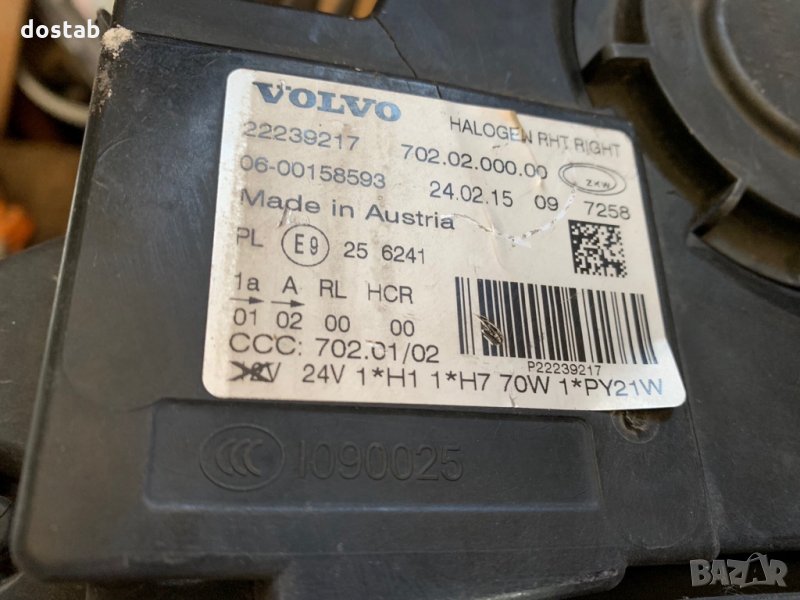 dostab
VOLVO
HALOGEN RHT RIGHT
22239217 702.02.000.00 ZKW
06-00158593 24.02.15 09 7258
Made in Austria
PL E9 25 6241
1a A RL HCR
01 02 00 00
CCC: 702.01/02
P22239217
24V 1*H1 1*H7 70W 1*PY21W
CCC I090025
BAZAR